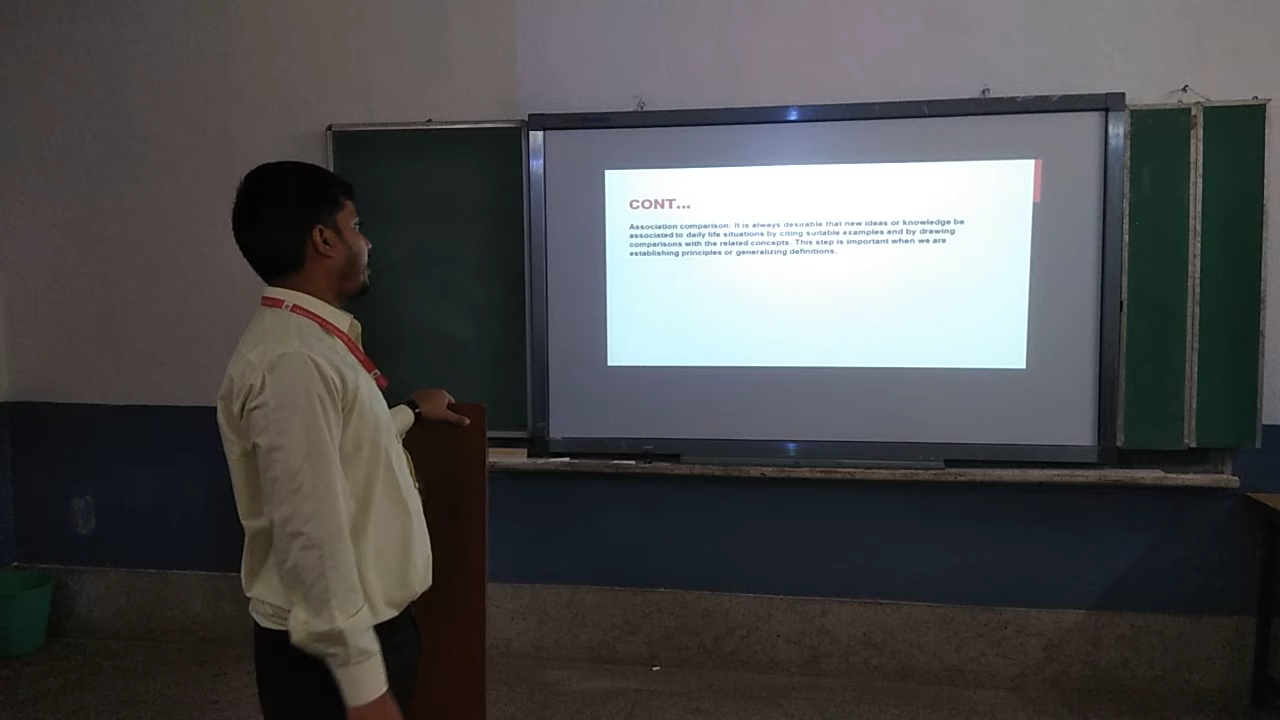 CONT...
Association comparison: It is always desirable that new ideas or knowledge be
associated to daily life situations by citing suitable examples and by drawing
comparisons with the related concepts. This step is important when we are
establishing principles or generalizing definitions.